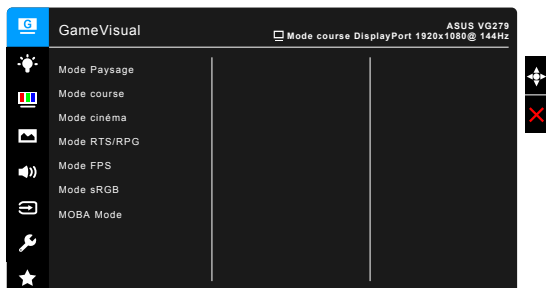 G
GameVisual
ASUS VG279
Mode course DisplayPort 1920x1080@ 144Hz
Mode Paysage
Mode course
Mode cinéma
Mode RTS/RPG
Mode FPS
Mode sRGB
MOBA Mode